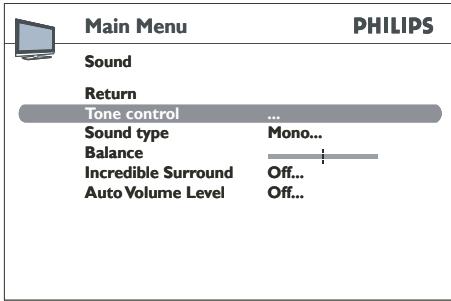 Main Menu PHILIPS
Sound
Return
Tone control ...
Sound type Mono...
Balance
Incredible Surround Off...
Auto Volume Level Off...